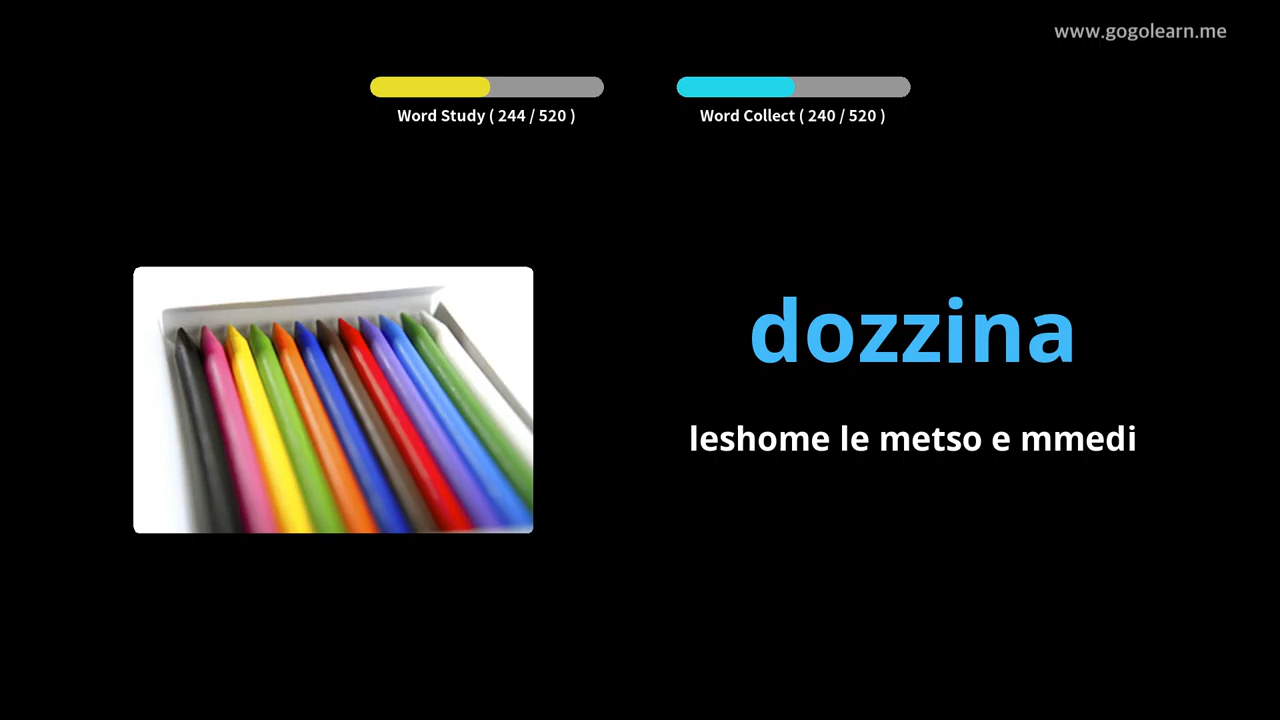 www.gogolearn.me
Word Study ( 244 / 520 )
Word Collect ( 240 / 520 )
dozzina
leshome le metso e mmedi